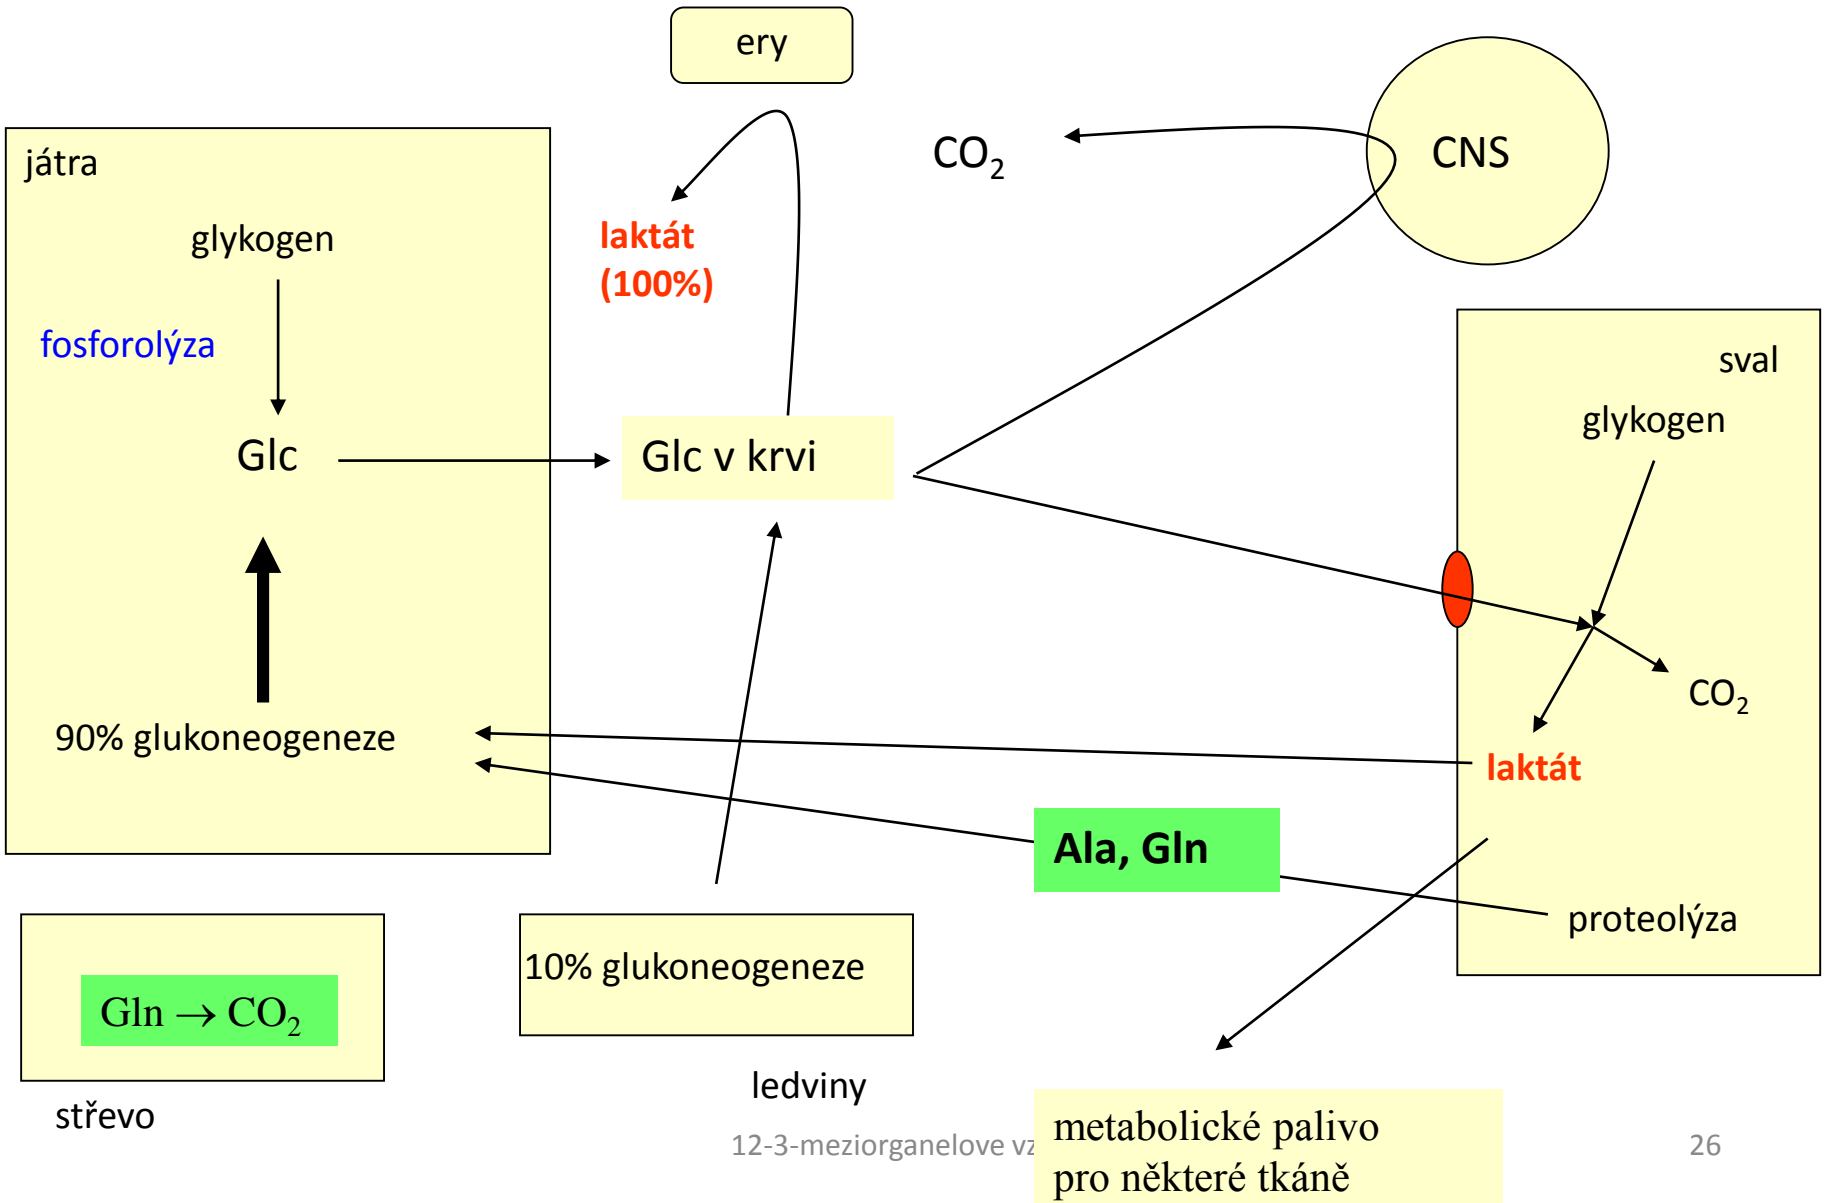 ery
CO₂
CNS
játra
glykogen
laktát
(100%)
fosforolýza
sval
glykogen
Glc
Glc v krvi
CO₂
90% glukoneogeneze
laktát
Ala, Gln
proteolýza
10% glukoneogeneze
Gln → CO₂
ledviny
střevo
metabolické palivo
pro některé tkáně
12-3-meziorganelove vz
26